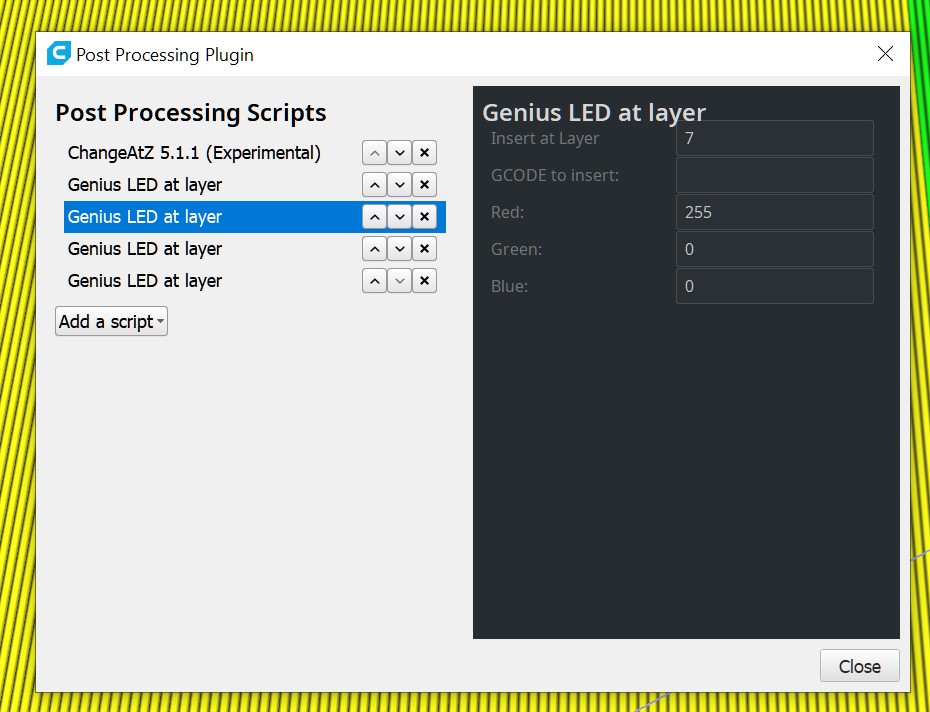 Post Processing Plugin
Post Processing Scripts
ChangeAtZ 5.1.1 (Experimental)
Genius LED at layer
Genius LED at layer
Genius LED at layer
Genius LED at layer
Add a script
Genius LED at layer
Insert at Layer 7
GCODE to insert:
Red: 255
Green: 0
Blue: 0
Close